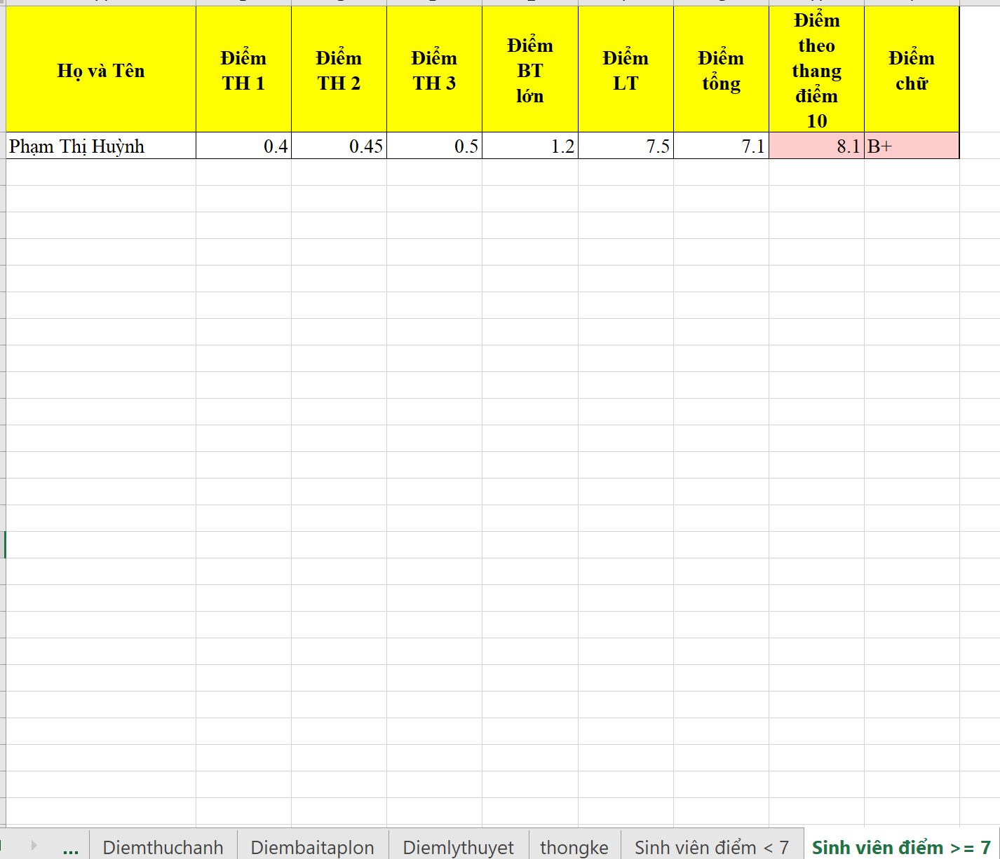 Họ và Tên
Điểm
TH 1
Điểm
TH 2
Điểm
TH 3
Điểm
BT
lớn
Điểm
LT
Điểm
tổng
Điểm
theo
thang
điểm
10
Điểm
chữ
Phạm Thị Huỳnh 0.4 0.45 0.5 1.2 7.5 7.1 8.1 B+
... Diemthuchanh Diembaitaplon Diemlythuyet thongke Sinh viên điểm < 7 Sinh viên điểm >= 7